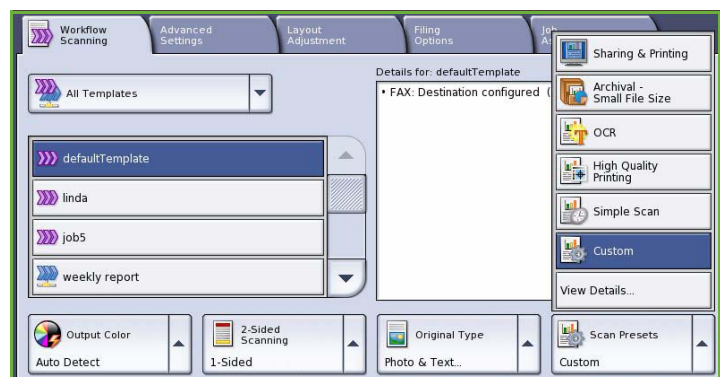 Workflow
Scanning
Advanced
Settings
Layout
Adjustment
Filing
Options
All Templates
defaultTemplate
linda
job5
weekly report
Details for: defaultTemplate
• FAX: Destination configured (
Sharing & Printing
Archival -
Small File Size
OCR
High Quality
Printing
Simple Scan
Custom
View Details...
Output Color
Auto Detect
2-Sided
Scanning
1-Sided
Original Type
Photo & Text...
Scan Presets
Custom